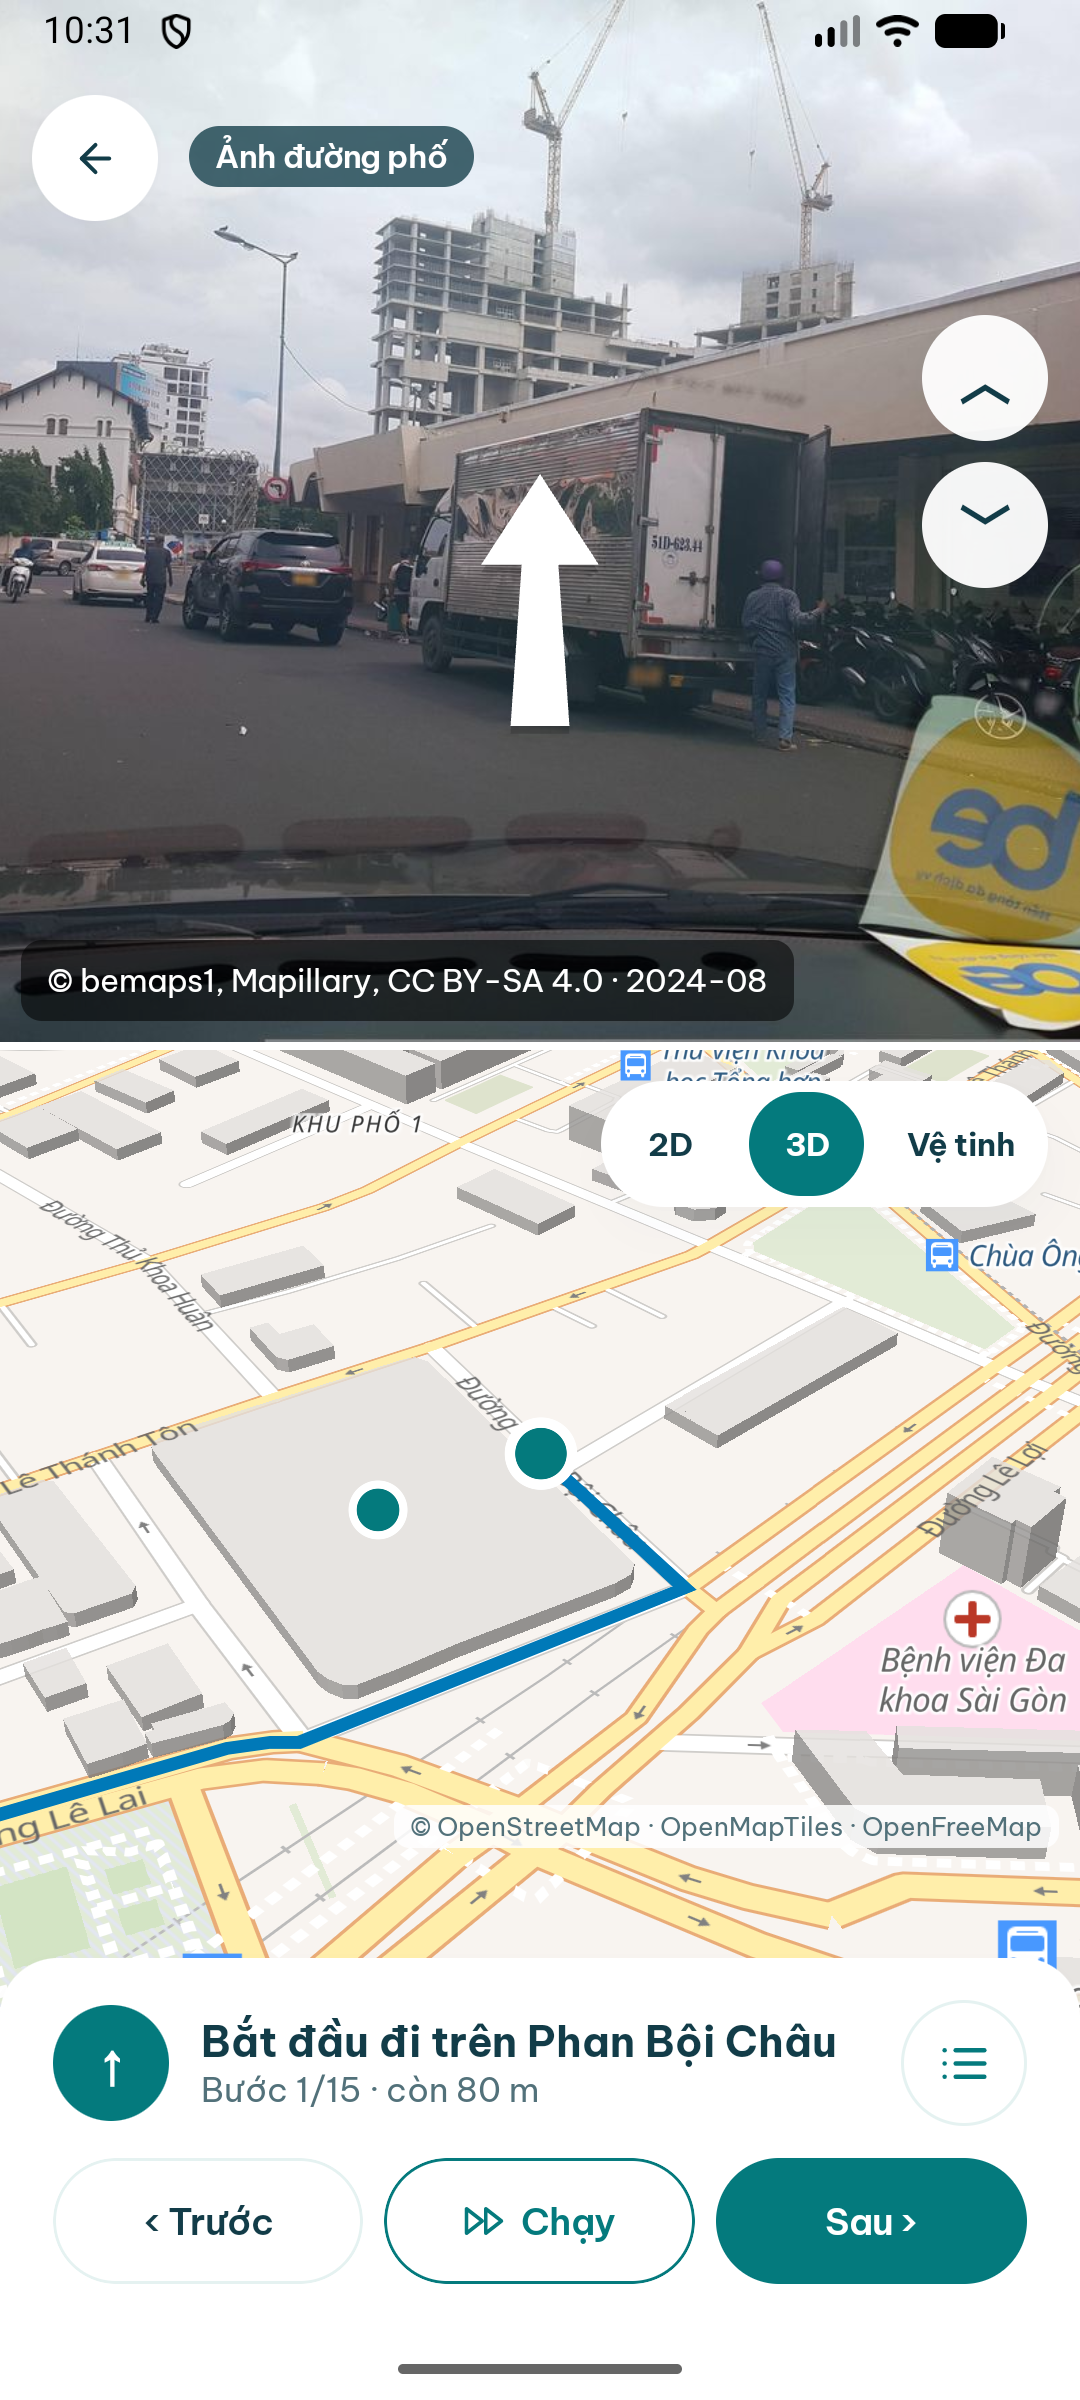 10:31
Ảnh đường phố
51D-623.44
© bemaps1, Mapillary, CC BY-SA 4.0 · 2024-08
KHU PHỐ 1
2D
3D
Vệ tinh
Đường Thủ Khoa Huân
Chùa Ông
Đường
Đường
Lê Thánh Tôn
Đường Lê Lợi
Bệnh viện Đa
khoa Sài Gòn
Lê Lai
© OpenStreetMap · OpenMapTiles · OpenFreeMap
Bắt đầu đi trên Phan Bội Châu
Bước 1/15 · còn 80 m
‹ Trước
Chạy
Sau ›